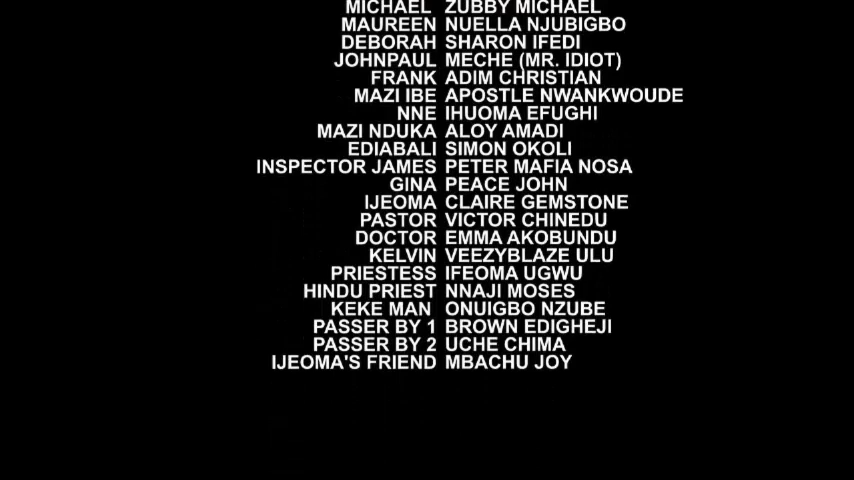 MICHAEL ZUBBY MICHAEL
MAUREEN NUELLA NJUBIGBO
DEBORAH SHARON IFEDI
JOHNPAUL MECHE (MR. IDIOT)
FRANK ADIM CHRISTIAN
MAZI IBE APOSTLE NWANKWOUDE
NNE IHUOMA EFUGHI
MAZI NDUKA ALOY AMADI
EDIABALI SIMON OKOLI
INSPECTOR JAMES PETER MAFIA NOSA
GINA PEACE JOHN
IJEOMA CLAIRE GEMSTONE
PASTOR VICTOR CHINEDU
DOCTOR EMMA AKOBUNDU
KELVIN VEEZYBLAZE ULU
PRIESTESS IFEOMA UGWU
HINDU PRIEST NNAJI MOSES
KEKE MAN ONUIGBO NZUBE
PASSER BY 1 BROWN EDIGHEJI
PASSER BY 2 UCHE CHIMA
IJEOMA'S FRIEND MBACHU JOY